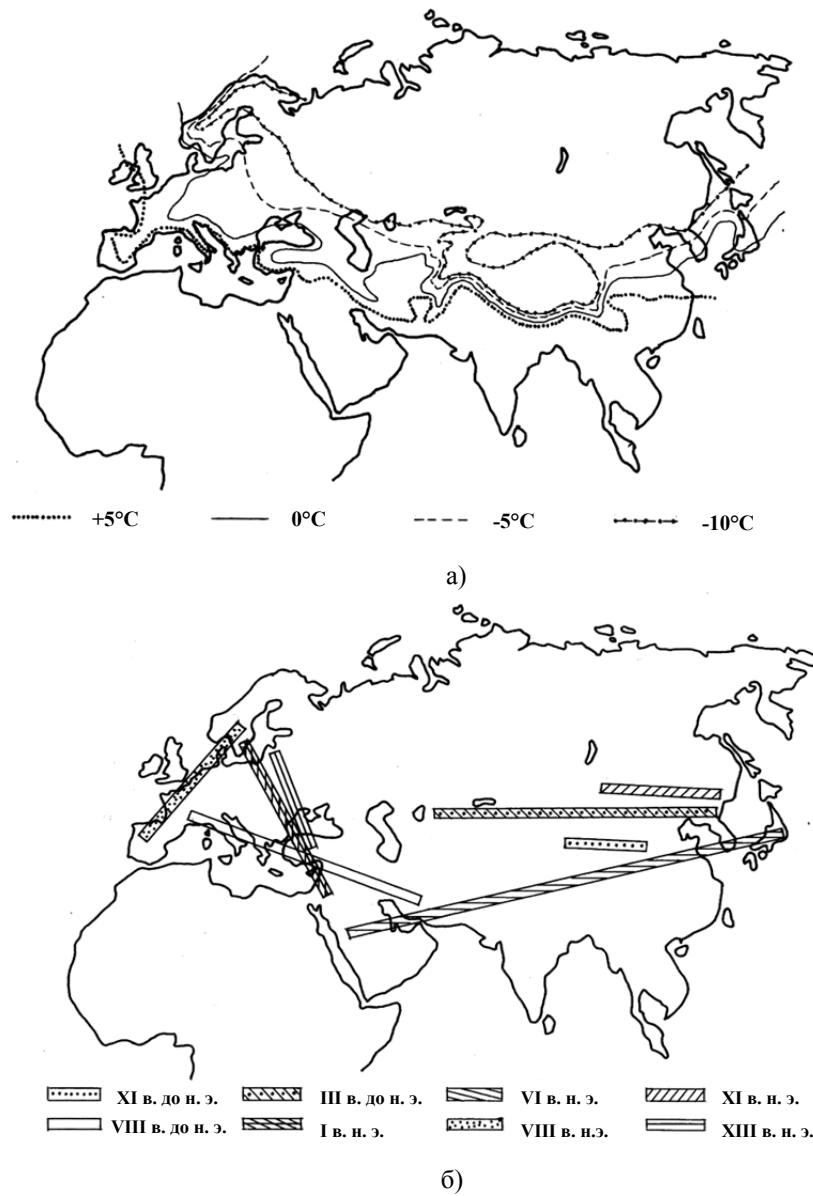 +5°C 0°C -5°C -10°C
а)
XI в. до н. э. III в. до н. э. VI в. н. э. XI в. н. э.
VIII в. до н. э. I в. н. э. VIII в. н.э. XIII в. н. э.
б)